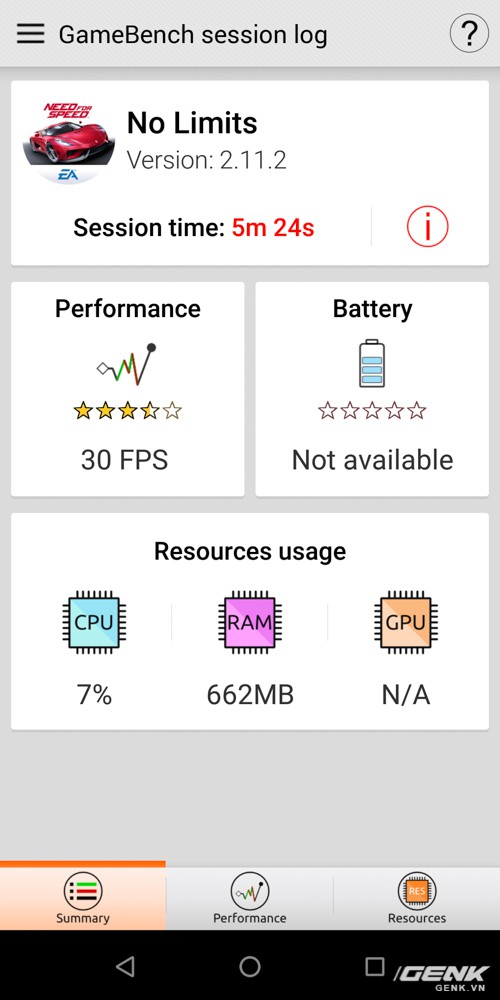 GameBench session log
?
NEED FOR
SPEED
EA
No Limits
Version: 2.11.2
Session time: 5m 24s
i
Performance
30 FPS
Battery
Not available
Resources usage
CPU
RAM
GPU
7%
662MB
N/A
RES
Summary
Performance
Resources
GENK
GENK.VN